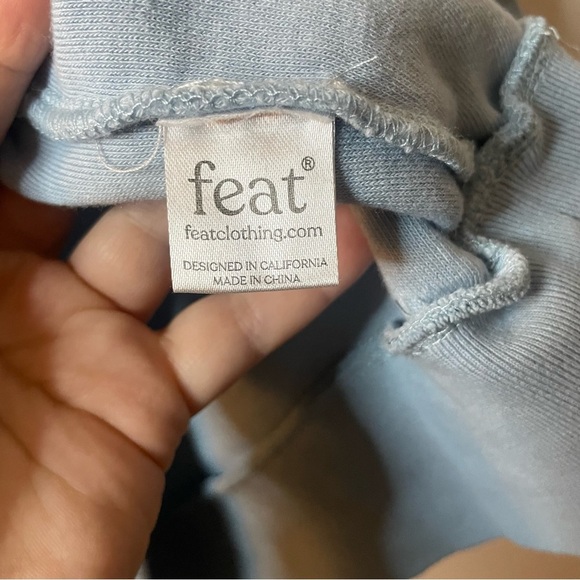 feat®
featclothing.com
DESIGNED IN CALIFORNIA
MADE IN CHINA